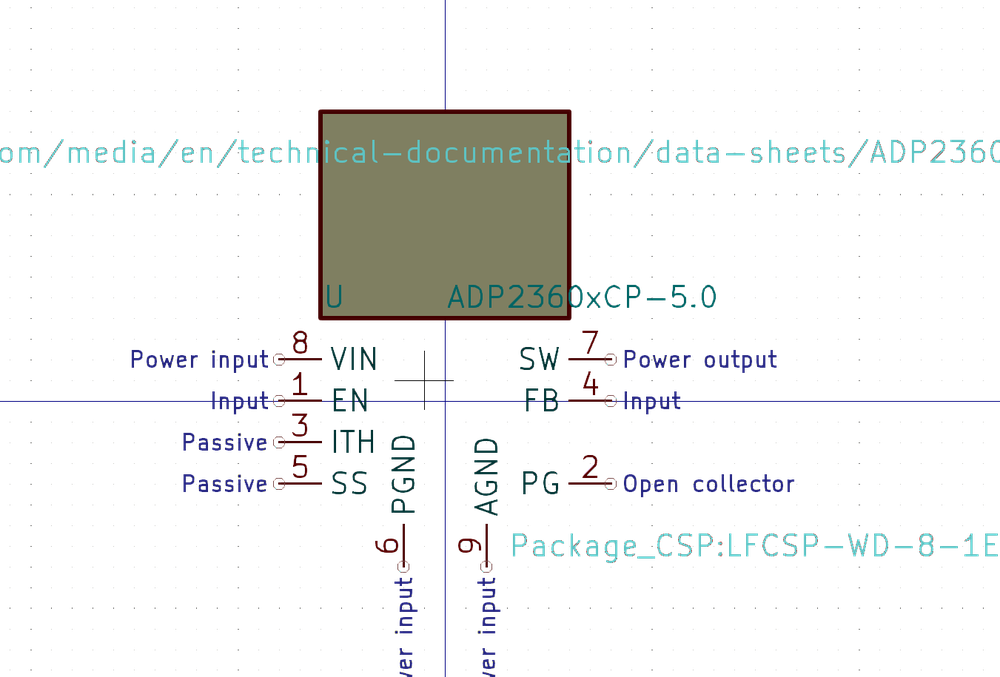 om/media/en/technical-documentation/data-sheets/ADP2360
U ADP2360xCP-5.0
Power input 8 VIN SW 7 Power output
Input 1 EN FB 4 Input
Passive 3 ITH
Passive 5 SS PG 2 Open collector
PGND AGND
6 9
Package_CSP:LFCSP-WD-8-1E
wer input
wer input